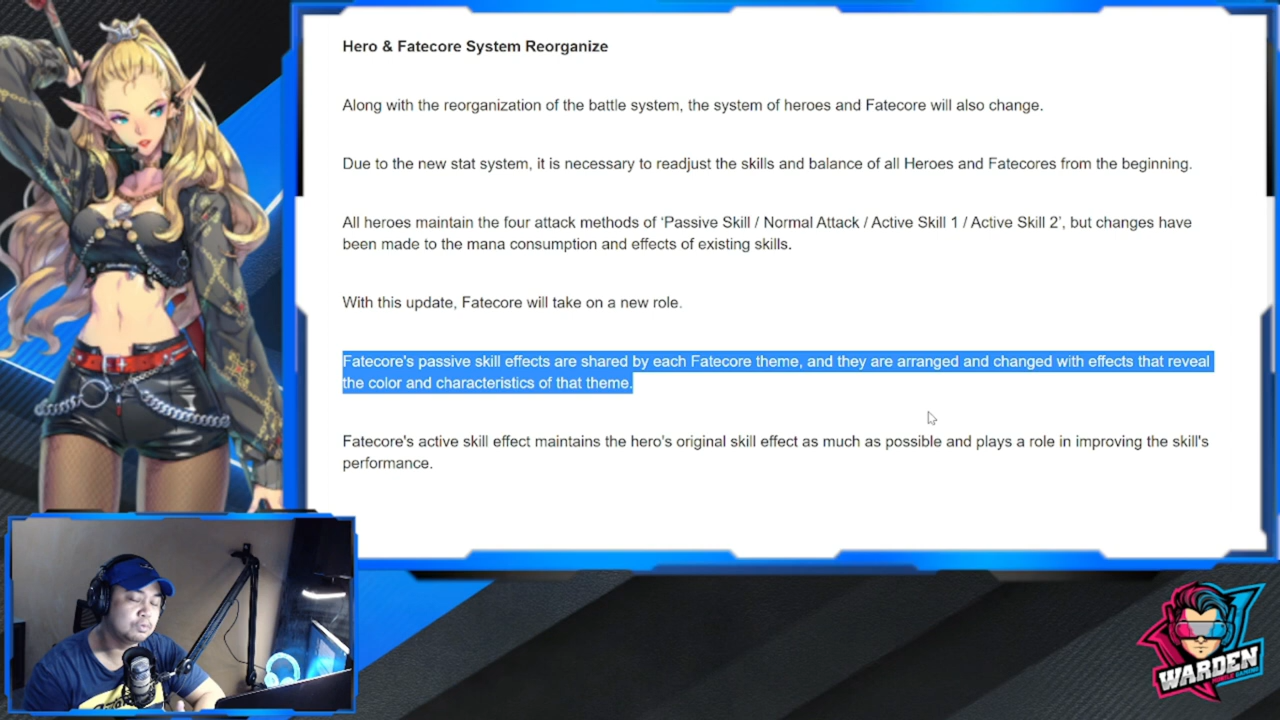 Hero & Fatecore System Reorganize
Along with the reorganization of the battle system, the system of heroes and Fatecore will also change.
Due to the new stat system, it is necessary to readjust the skills and balance of all Heroes and Fatecores from the beginning.
All heroes maintain the four attack methods of ‘Passive Skill / Normal Attack / Active Skill 1 / Active Skill 2’, but changes have
been made to the mana consumption and effects of existing skills.
With this update, Fatecore will take on a new role.
Fatecore's passive skill effects are shared by each Fatecore theme, and they are arranged and changed with effects that reveal
the color and characteristics of that theme.
Fatecore's active skill effect maintains the hero's original skill effect as much as possible and plays a role in improving the skill's
performance.
WARDEN
MOBILE GAMING